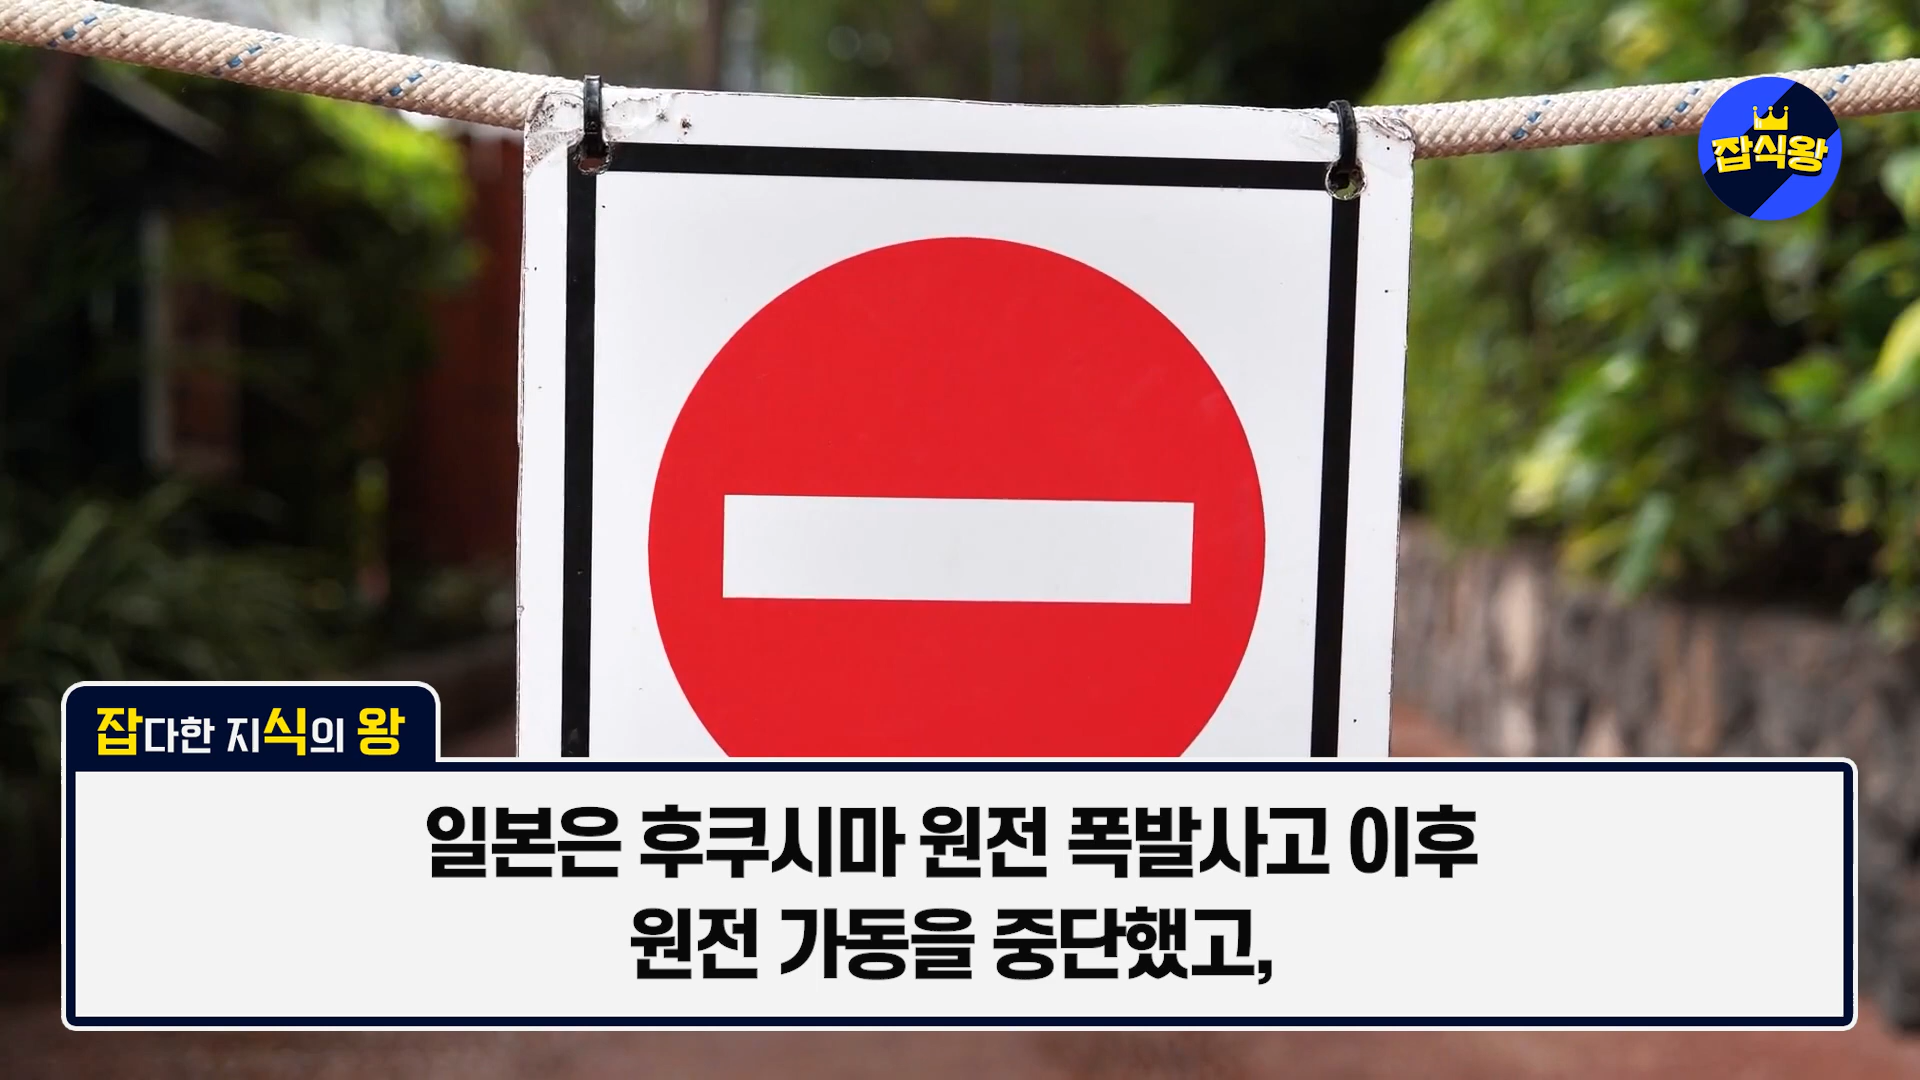 잡식왕
잡다한 지식의 왕
일본은 후쿠시마 원전 폭발사고 이후
원전 가동을 중단했고,